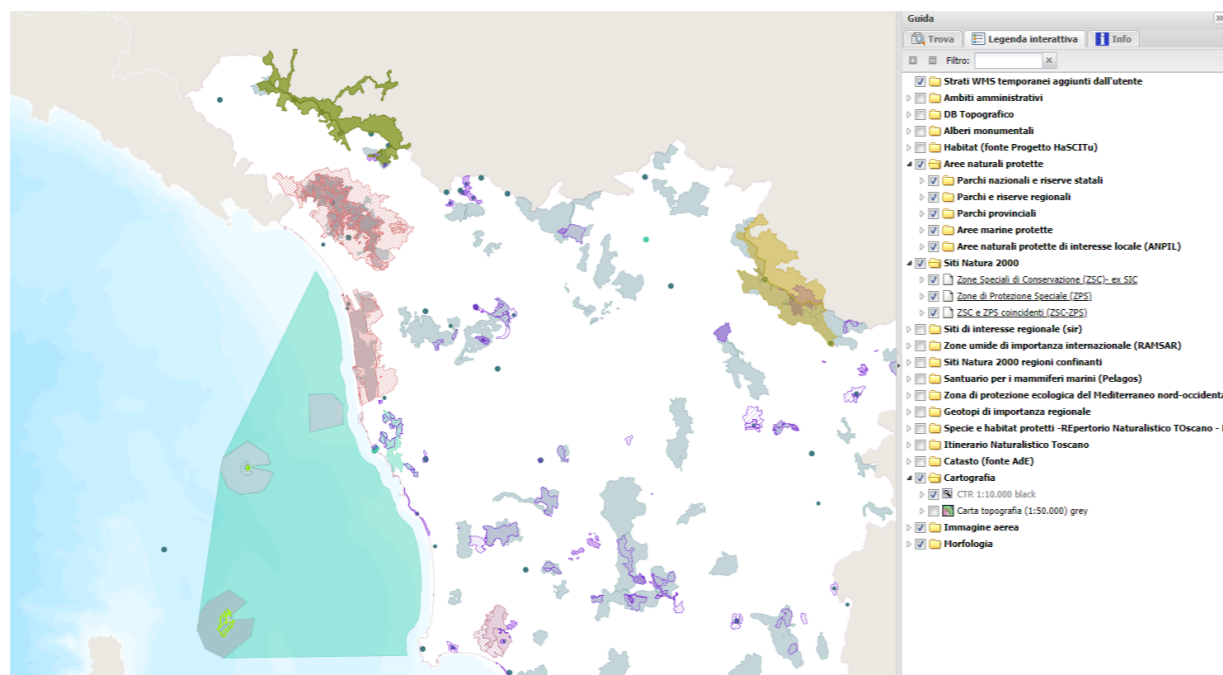 Guida
Trova Legenda interattiva Info
Filtro:
Strati WMS temporanei aggiunti dall'utente
Ambiti amministrativi
DB Topografico
Alberi monumentali
Habitat (fonte Progetto HaSCITu)
Aree naturali protette
Parchi nazionali e riserve statali
Parchi e riserve regionali
Parchi provinciali
Aree marine protette
Aree naturali protette di interesse locale (ANPIL)
Siti Natura 2000
Zone Speciali di Conservazione (ZSC)- ex SIC
Zone di Protezione Speciale (ZPS)
ZSC e ZPS coincidenti (ZSC-ZPS)
Siti di interesse regionale (sir)
Zone umide di importanza internazionale (RAMSAR)
Siti Natura 2000 regioni confinanti
Santuario per i mammiferi marini (Pelagos)
Zona di protezione ecologica del Mediterraneo nord-occidenta
Geotopi di importanza regionale
Specie e habitat protetti -REpertorio Naturalistico TOscano -
Itinerario Naturalistico Toscano
Catasto (fonte AdE)
Cartografia
CTR 1:10.000 black
Carta topografia (1:50.000) grey
Immagine aerea
Morfologia